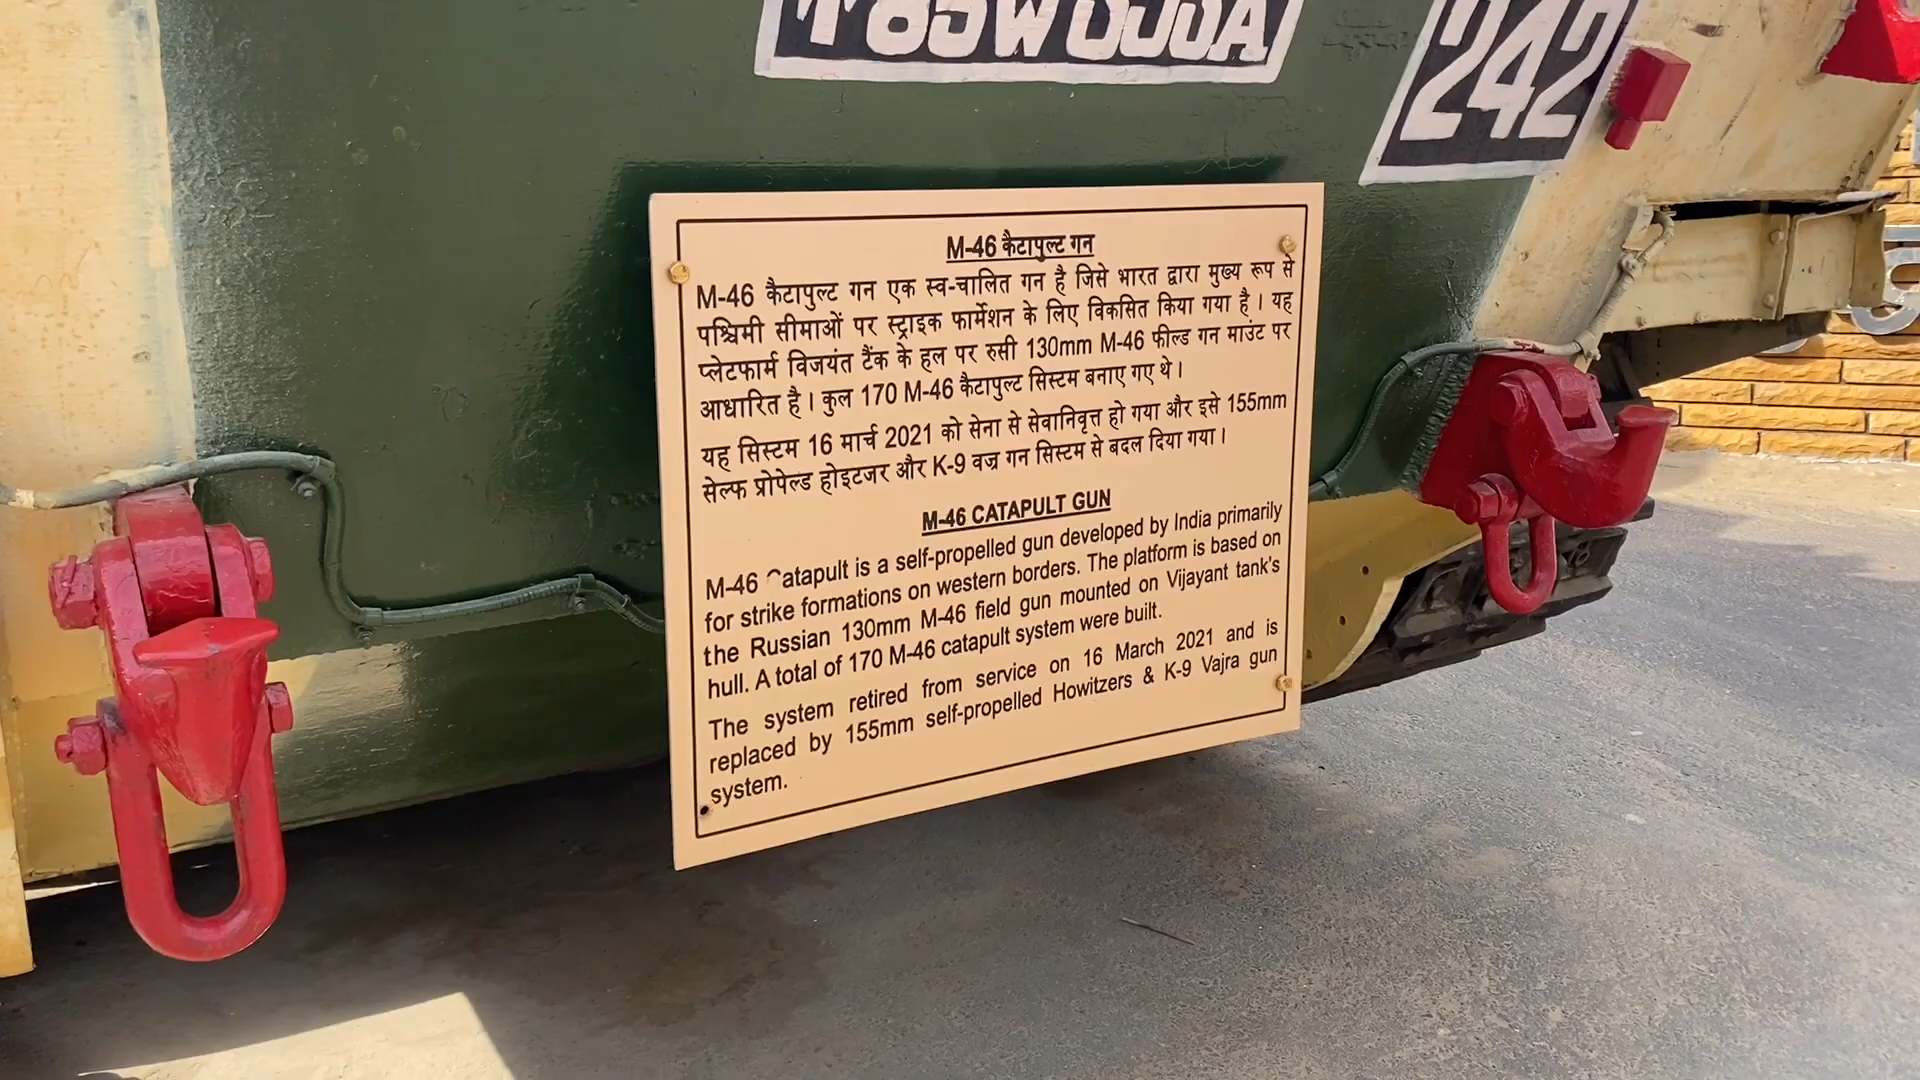 242
M-46 कैटापुल्ट गन
M-46 कैटापुल्ट गन एक स्व-चालित गन है जिसे भारत द्वारा मुख्य रूप से
पश्चिमी सीमाओं पर स्ट्राइक फार्मेशन के लिए विकसित किया गया है । यह
प्लेटफार्म विजयंत टैंक के हल पर रुसी 130mm M-46 फील्ड गन माउंट पर
आधारित है । कुल 170 M-46 कैटापुल्ट सिस्टम बनाए गए थे ।
यह सिस्टम 16 मार्च 2021 को सेना से सेवानिवृत्त हो गया और इसे 155mm
सेल्फ प्रोपेल्ड होइटजर और K-9 वज्र गन सिस्टम से बदल दिया गया ।
M-46 CATAPULT GUN
M-46 Catapult is a self-propelled gun developed by India primarily
for strike formations on western borders. The platform is based on
the Russian 130mm M-46 field gun mounted on Vijayant tank's
hull. A total of 170 M-46 catapult system were built.
The system retired from service on 16 March 2021 and is
replaced by 155mm self-propelled Howitzers & K-9 Vajra gun
system.